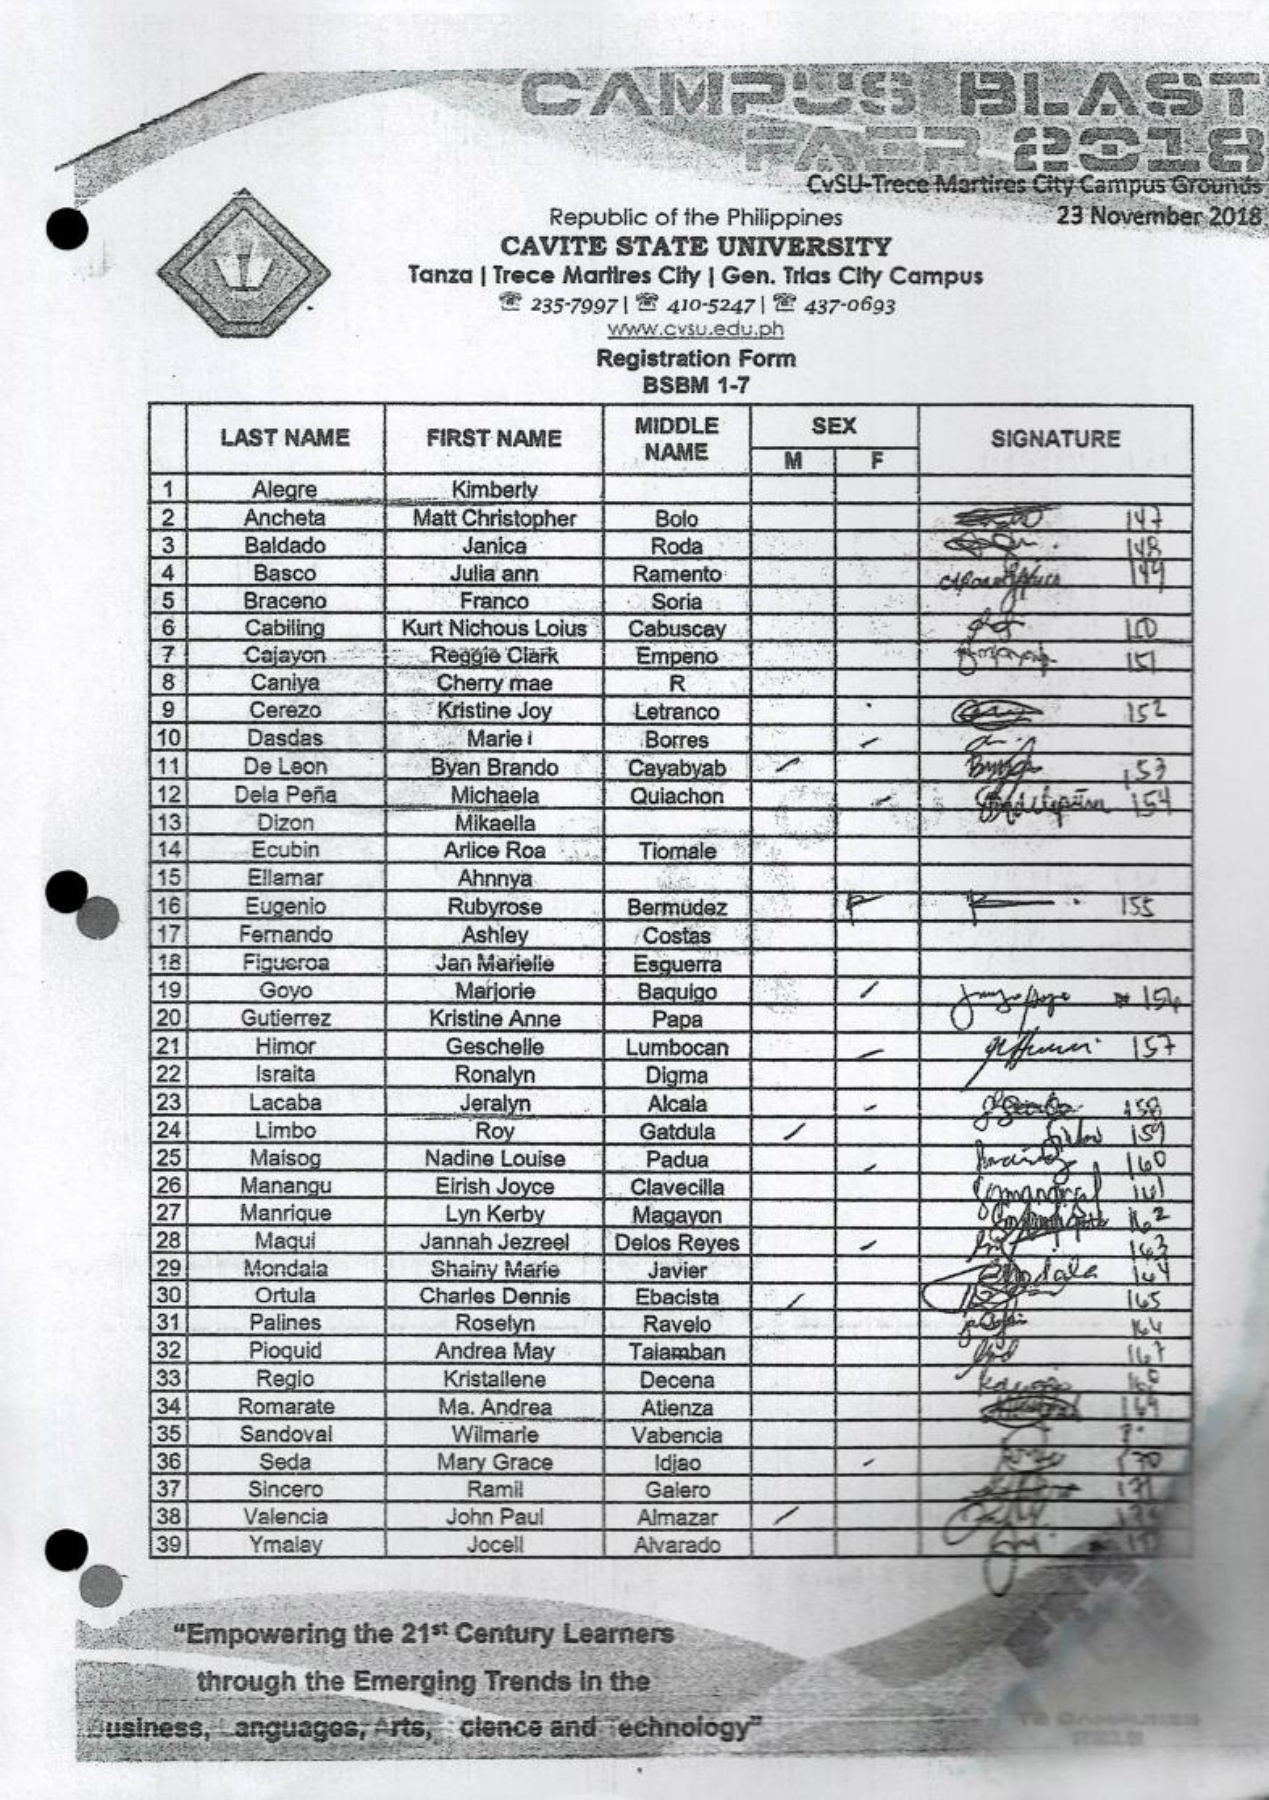 CAMPUS BLAST
FAER 2018
CvSU-Trece Martires City Campus Grounds
23 November 2018
Republic of the Philippines
CAVITE STATE UNIVERSITY
Tanza | Trece Martires City | Gen. Trias City Campus
☏ 235-7997 | ☏ 410-5247 | ☏ 437-0693
www.cvsu.edu.ph
Registration Form
BSBM 1-7
LAST NAME FIRST NAME MIDDLE NAME SEX M F SIGNATURE
1 Alegre Kimberly
2 Ancheta Matt Christopher Bolo 147
3 Baldado Janica Roda 148
4 Basco Julia ann Ramento 149
5 Braceno Franco Soria
6 Cabiling Kurt Nichous Loius Cabuscay 150
7 Cajayon Reggie Clark Empeno 151
8 Caniya Cherry mae R
9 Cerezo Kristine Joy Letranco 152
10 Dasdas Marie i Borres
11 De Leon Byan Brando Cayabyab 153
12 Dela Peña Michaela Quiachon 154
13 Dizon Mikaella
14 Ecubin Arlice Roa Tiomale
15 Ellamar Ahnnya
16 Eugenio Rubyrose Bermudez 155
17 Fernando Ashley Costas
18 Figueroa Jan Marielle Esguerra
19 Goyo Marjorie Baquigo 156
20 Gutierrez Kristine Anne Papa
21 Himor Geschelle Lumbocan 157
22 Israita Ronalyn Digma
23 Lacaba Jeralyn Alcala 158
24 Limbo Roy Gatdula 159
25 Maisog Nadine Louise Padua 160
26 Manangu Eirish Joyce Clavecilla 161
27 Manrique Lyn Kerby Magayon 162
28 Maqui Jannah Jezreel Delos Reyes 163
29 Mondala Shainy Marie Javier 164
30 Ortula Charles Dennis Ebacista 165
31 Palines Roselyn Ravelo 166
32 Pioquid Andrea May Talamban 167
33 Regio Kristallene Decena
34 Romarate Ma. Andrea Atienza 169
35 Sandoval Wilmarie Vabencia
36 Seda Mary Grace Idjao 170
37 Sincero Ramil Galero 171
38 Valencia John Paul Almazar
39 Ymalay Jocell Alvarado
“Empowering the 21st Century Learners
through the Emerging Trends in the
Business, Languages, Arts, Science and Technology”